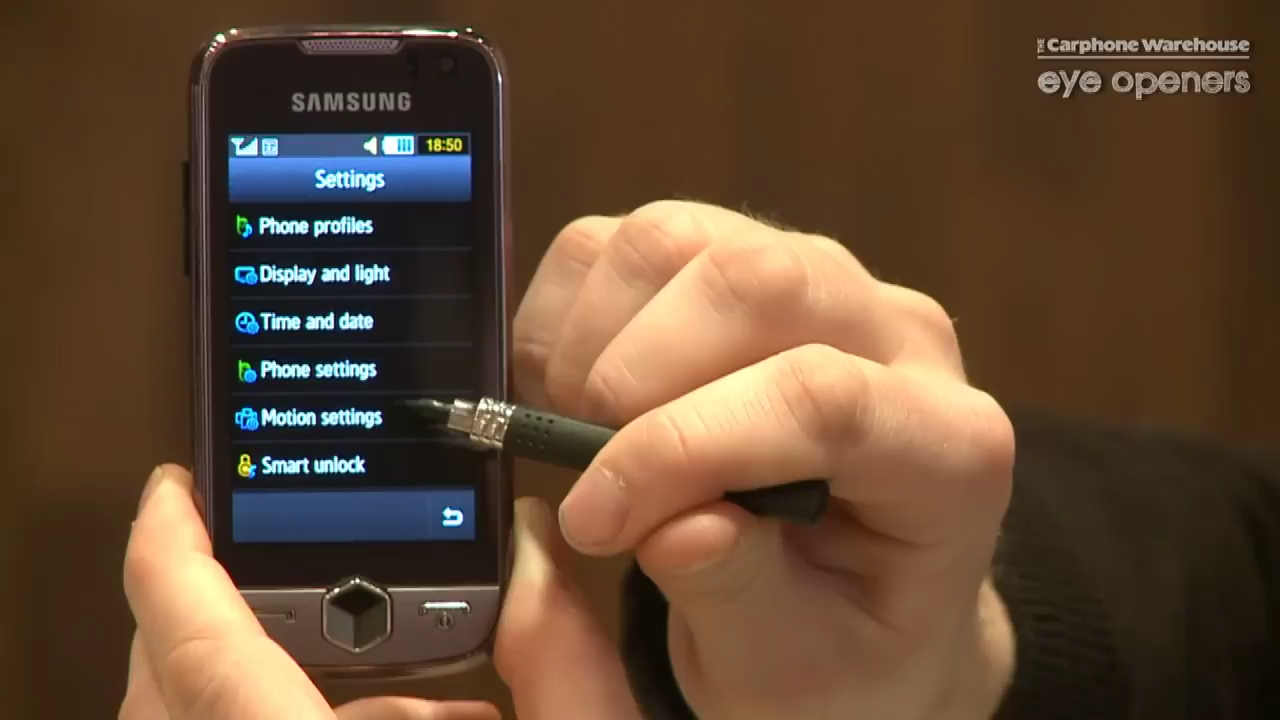 THE Carphone Warehouse
eye openers
SAMSUNG
18:50
Settings
Phone profiles
Display and light
Time and date
Phone settings
Motion settings
Smart unlock